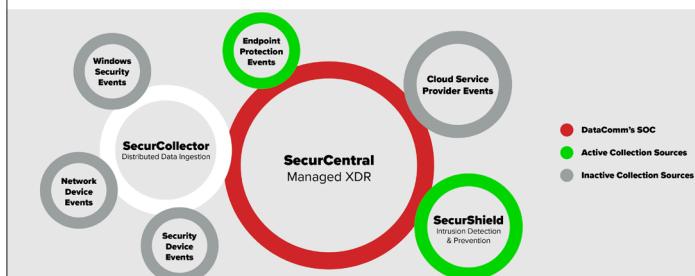 Windows
Security
Events
Endpoint
Protection
Events
Cloud Service
Provider Events
SecurCollector
Distributed Data Ingestion
SecurCentral
Managed XDR
Network
Device
Events
Security
Device
Events
SecurShield
Intrusion Detection
& Prevention
DataComm's SOC
Active Collection Sources
Inactive Collection Sources